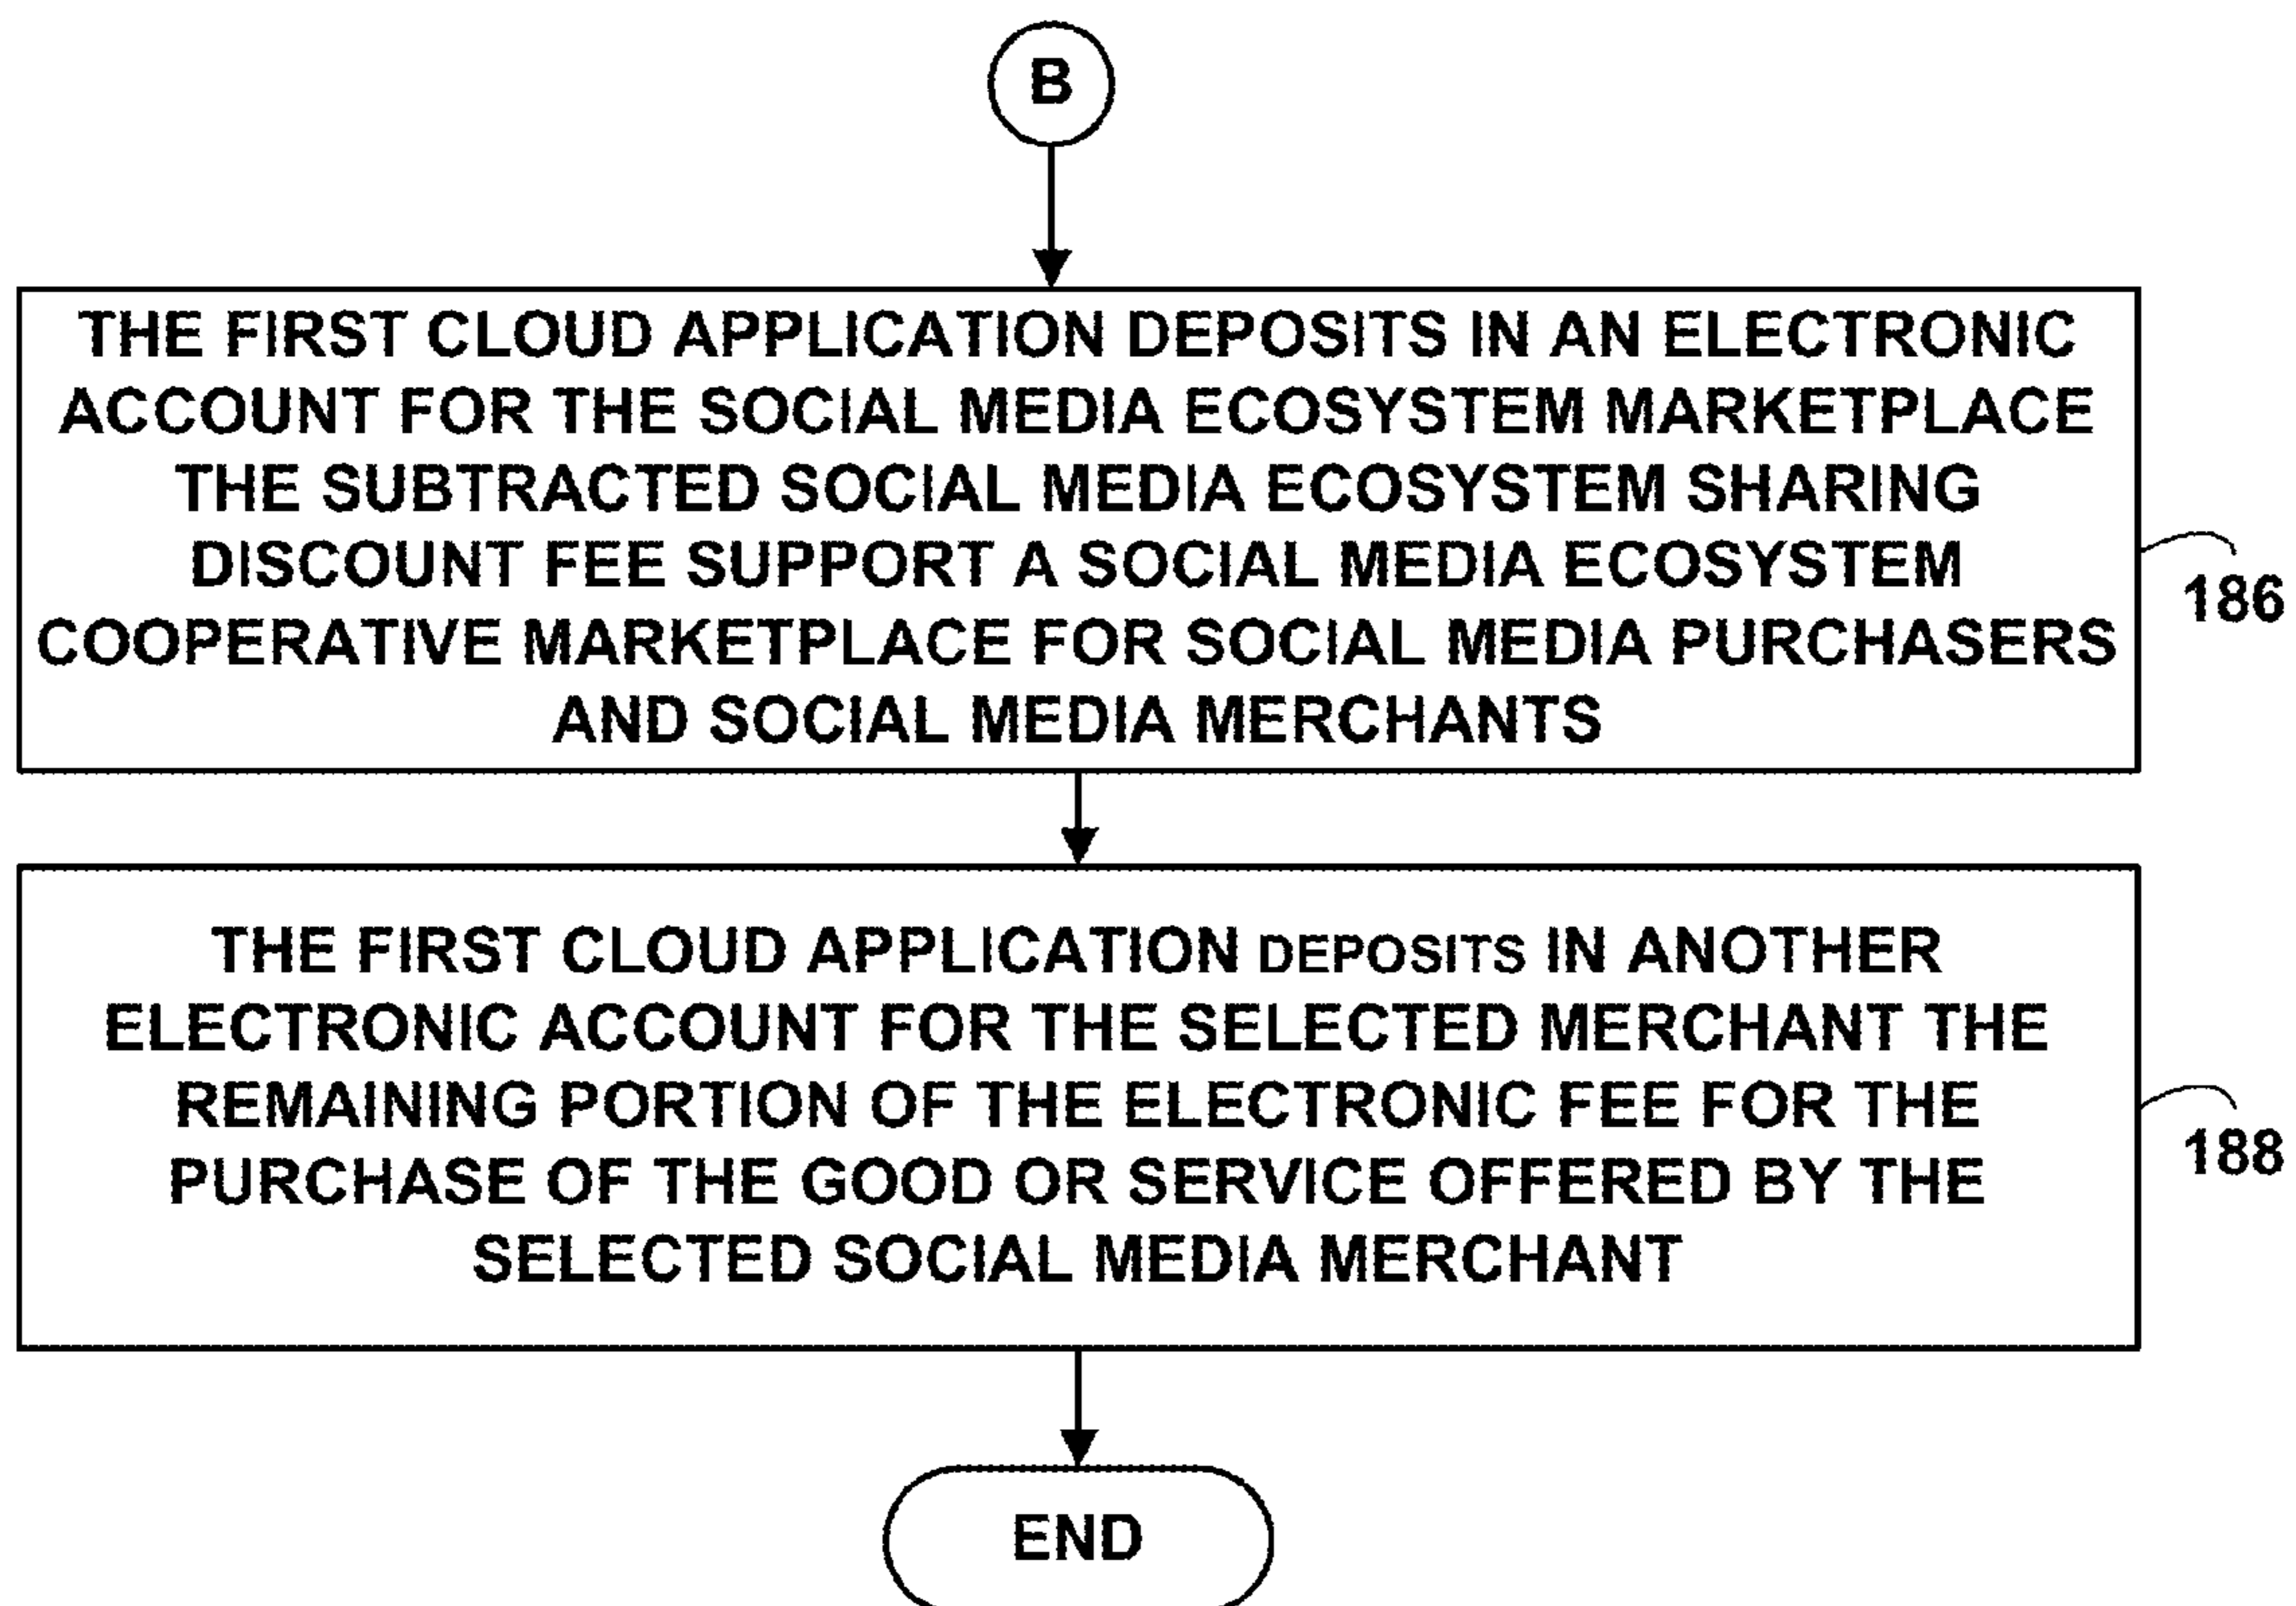 B
THE FIRST CLOUD APPLICATION DEPOSITS IN AN ELECTRONIC
ACCOUNT FOR THE SOCIAL MEDIA ECOSYSTEM MARKETPLACE
THE SUBTRACTED SOCIAL MEDIA ECOSYSTEM SHARING
DISCOUNT FEE SUPPORT A SOCIAL MEDIA ECOSYSTEM
COOPERATIVE MARKETPLACE FOR SOCIAL MEDIA PURCHASERS
AND SOCIAL MEDIA MERCHANTS
186
THE FIRST CLOUD APPLICATION DEPOSITS IN ANOTHER
ELECTRONIC ACCOUNT FOR THE SELECTED MERCHANT THE
REMAINING PORTION OF THE ELECTRONIC FEE FOR THE
PURCHASE OF THE GOOD OR SERVICE OFFERED BY THE
SELECTED SOCIAL MEDIA MERCHANT
188
END